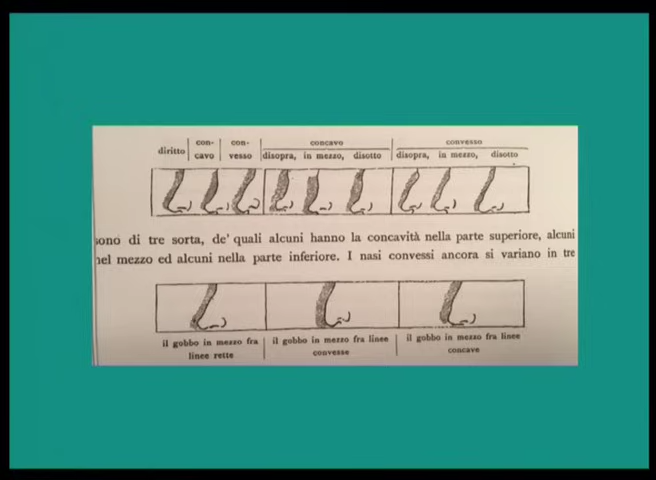 diritto con- con- concavo convesso
cavo vesso disopra, in mezzo, disotto disopra, in mezzo, disotto
sono di tre sorta, de' quali alcuni hanno la concavità nella parte superiore, alcuni
nel mezzo ed alcuni nella parte inferiore. I nasi convessi ancora si variano in tre
il gobbo in mezzo fra il gobbo in mezzo fra linee il gobbo in mezzo fra linee
linee rette convesse concave